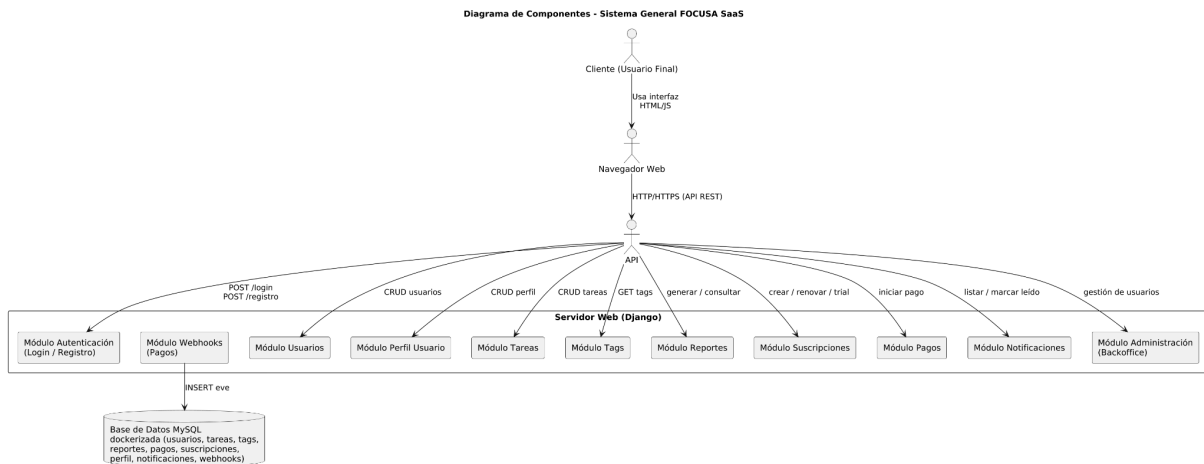 Diagrama de Componentes - Sistema General FOCUSA SaaS
Cliente (Usuario Final)
Usa interfaz
HTML/JS
Navegador Web
HTTP/HTTPS (API REST)
API
POST /login
POST /registro
CRUD usuarios
CRUD perfil
CRUD tareas
GET tags
generar / consultar
crear / renovar / trial
iniciar pago
listar / marcar leído
gestión de usuarios
Servidor Web (Django)
Módulo Autenticación
(Login / Registro)
Módulo Webhooks
(Pagos)
Módulo Usuarios
Módulo Perfil Usuario
Módulo Tareas
Módulo Tags
Módulo Reportes
Módulo Suscripciones
Módulo Pagos
Módulo Notificaciones
Módulo Administración
(Backoffice)
INSERT eve
Base de Datos MySQL
dockerizada (usuarios, tareas, tags,
reportes, pagos, suscripciones,
perfil, notificaciones, webhooks)